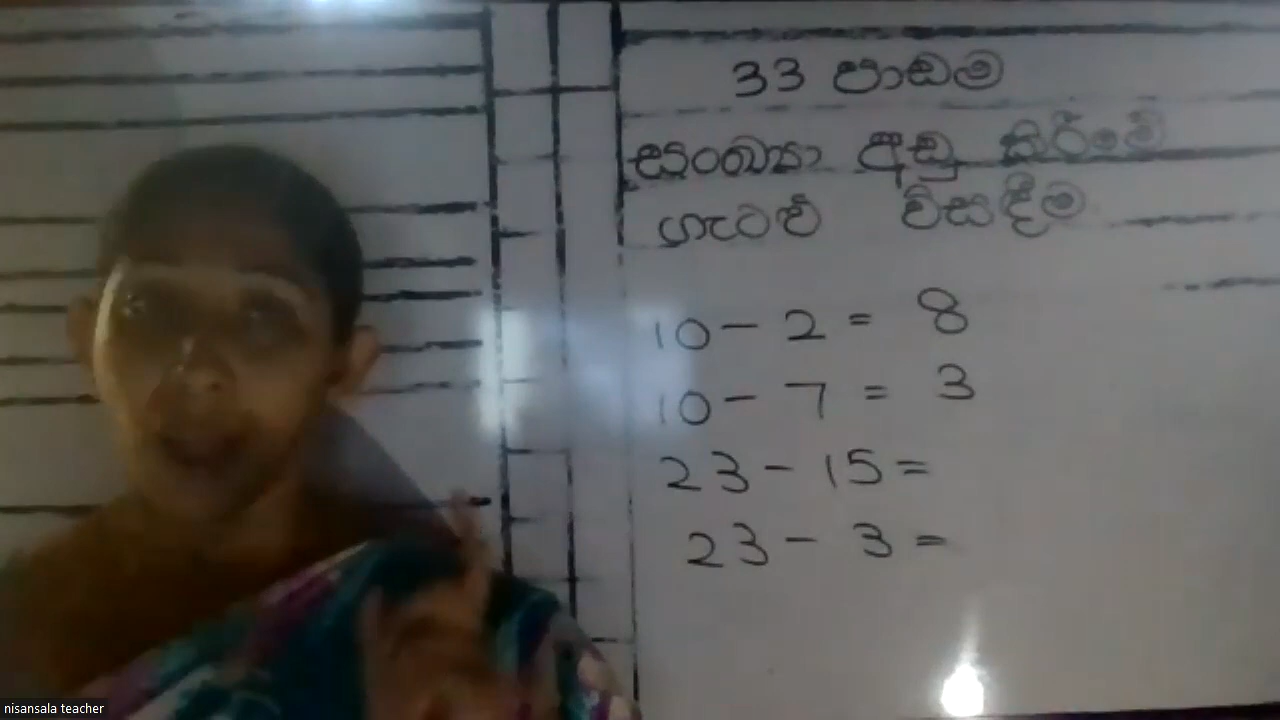 33 පාඩම
සංඛ්‍යා අඩු කිරීමේ
ගැටළු විසඳීම
10 - 2 = 8
10 - 7 = 3
23 - 15 =
23 - 3 =
nisansala teacher